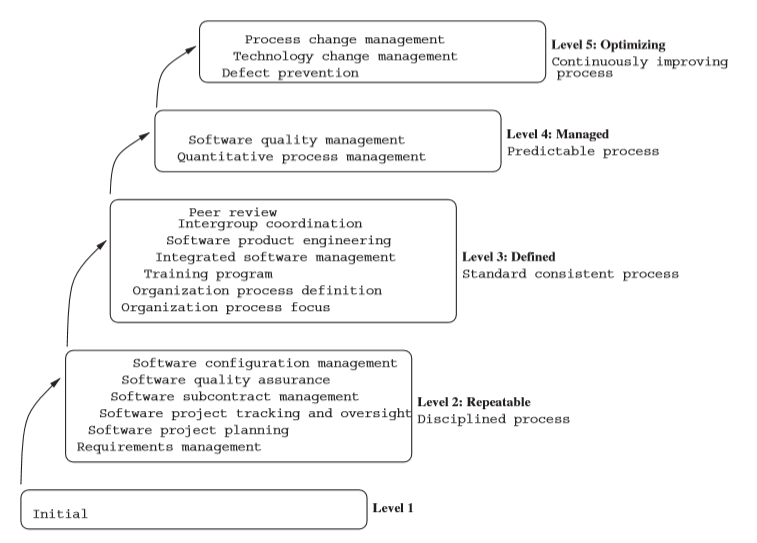 Process change management
Technology change management
Defect prevention
Level 5: Optimizing
Continuously improving
process
Software quality management
Quantitative process management
Level 4: Managed
Predictable process
Peer review
Intergroup coordination
Software product engineering
Integrated software management
Training program
Organization process definition
Organization process focus
Level 3: Defined
Standard consistent process
Software configuration management
Software quality assurance
Software subcontract management
Software project tracking and oversight
Software project planning
Requirements management
Level 2: Repeatable
Disciplined process
Initial
Level 1